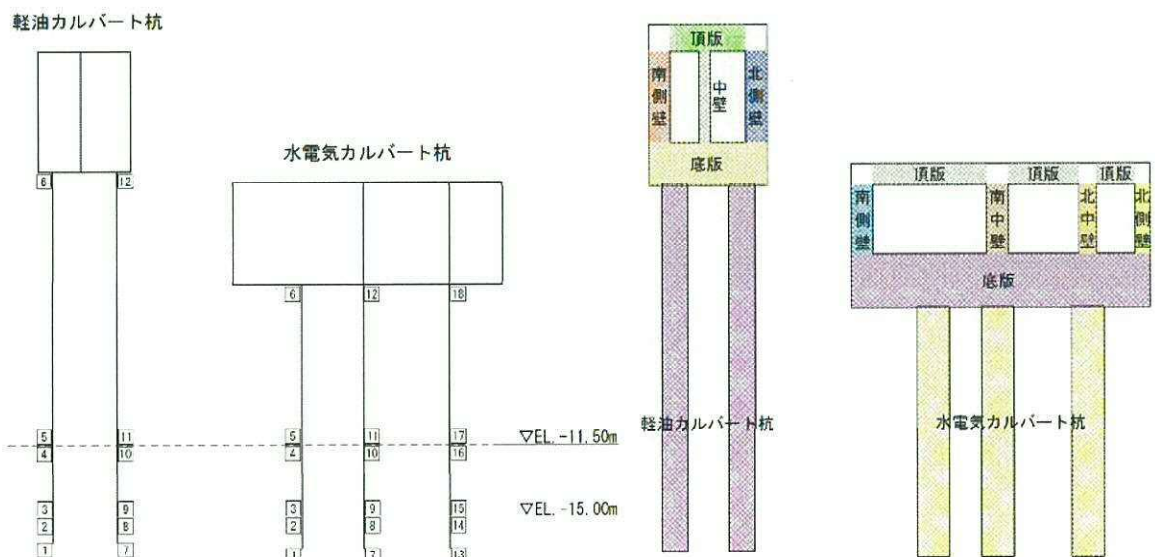 軽油カルバート杭
6 12
5 11
4 10
3 9
2 8
1 7
水電気カルバート杭
6 12 18
5 11 17
4 10 16
3 9 15
2 8 14
1 7 13
▽EL.-11.50m
▽EL.-15.00m
頂版
南側壁
中壁
北側壁
底版
軽油カルバート杭
頂版 頂版 頂版
南側壁
南中壁
北中壁
北側壁
底版
水電気カルバート杭